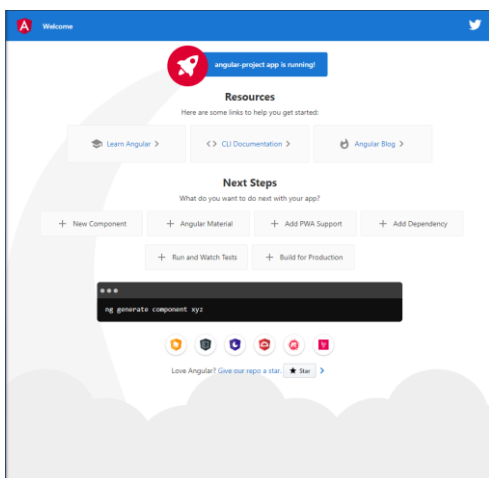 Welcome
angular-project app is running!
Resources
Here are some links to help you get started:
Learn Angular
CLI Documentation
Angular Blog
Next Steps
What do you want to do next with your app?
New Component
Angular Material
Add PWA Support
Add Dependency
Run and Watch Tests
Build for Production
ng generate component xyz
Love Angular? Give our repo a star. Star